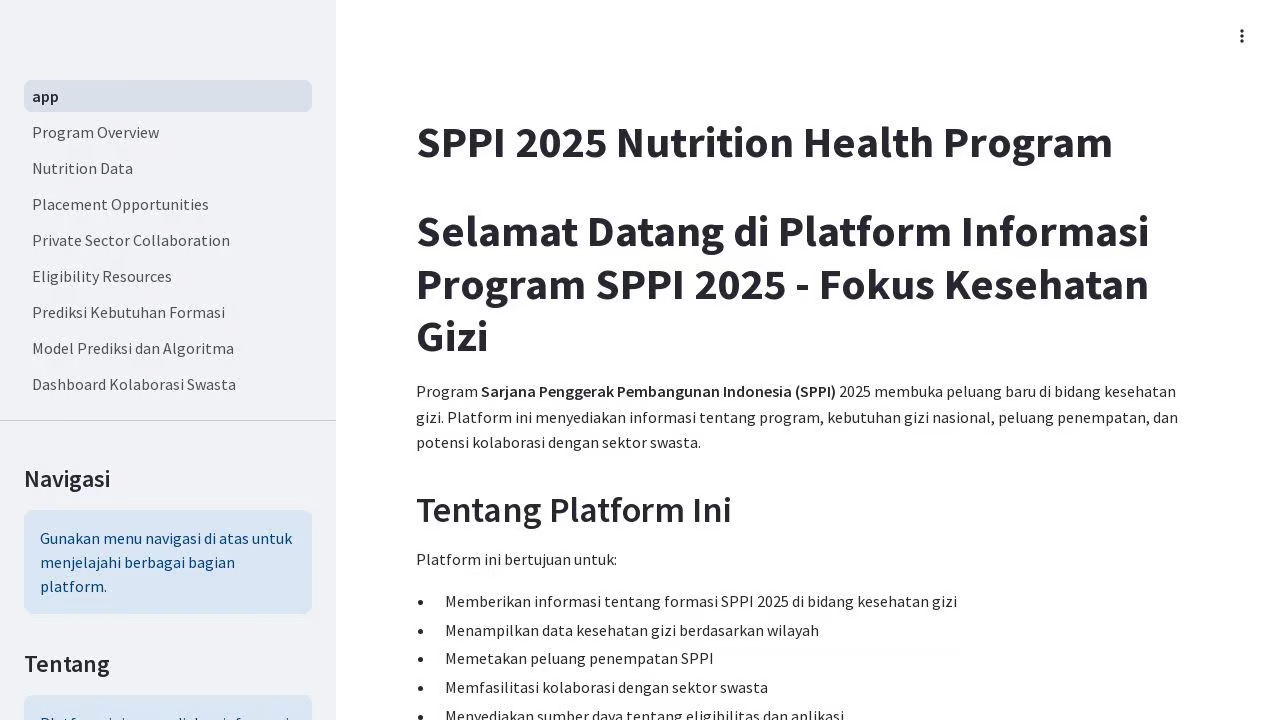 app
Program Overview
Nutrition Data
Placement Opportunities
Private Sector Collaboration
Eligibility Resources
Prediksi Kebutuhan Formasi
Model Prediksi dan Algoritma
Dashboard Kolaborasi Swasta
Navigasi
Gunakan menu navigasi di atas untuk
menjelajahi berbagai bagian
platform.
Tentang
SPPI 2025 Nutrition Health Program
Selamat Datang di Platform Informasi
Program SPPI 2025 - Fokus Kesehatan
Gizi
Program Sarjana Penggerak Pembangunan Indonesia (SPPI) 2025 membuka peluang baru di bidang kesehatan
gizi. Platform ini menyediakan informasi tentang program, kebutuhan gizi nasional, peluang penempatan, dan
potensi kolaborasi dengan sektor swasta.
Tentang Platform Ini
Platform ini bertujuan untuk:
• Memberikan informasi tentang formasi SPPI 2025 di bidang kesehatan gizi
• Menampilkan data kesehatan gizi berdasarkan wilayah
• Memetakan peluang penempatan SPPI
• Memfasilitasi kolaborasi dengan sektor swasta
• Menyediakan sumber daya tentang eligibilitas dan aplikasi